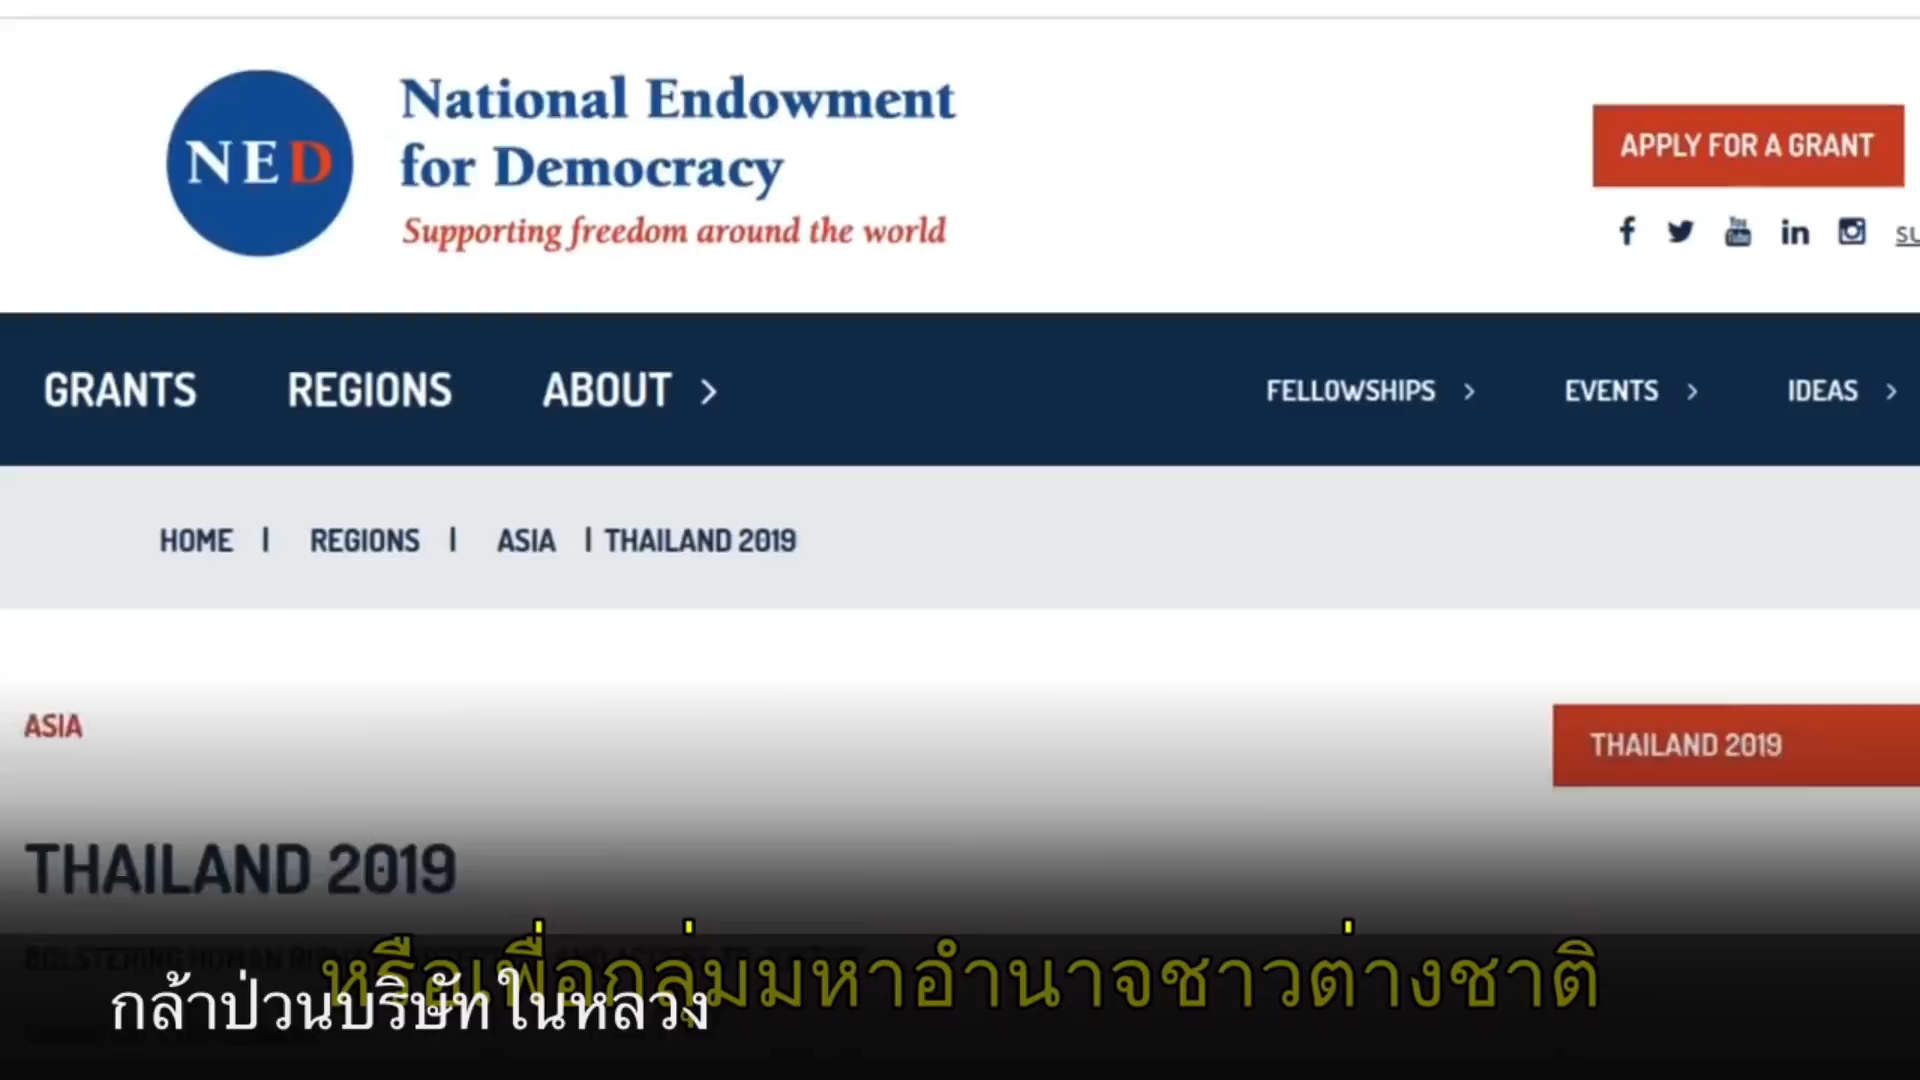 NED
National Endowment
for Democracy
Supporting freedom around the world
APPLY FOR A GRANT
GRANTS REGIONS ABOUT > FELLOWSHIPS > EVENTS > IDEAS >
HOME | REGIONS | ASIA | THAILAND 2019
ASIA
THAILAND 2019
THAILAND 2019
หรือเพื่อกลุ่มมหาอำนาจชาวต่างชาติ
กล้าป่วนบริษัทในหลวง